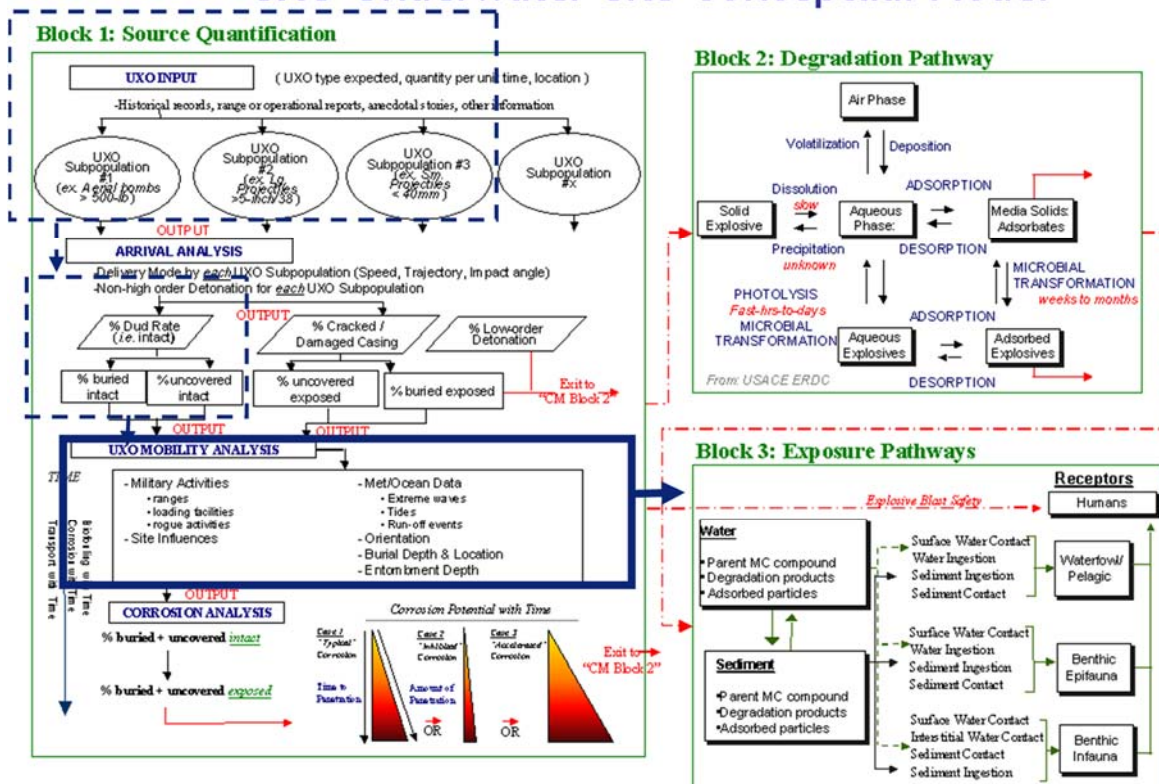 Block 1: Source Quantification
UXO INPUT
( UXO type expected, quantity per unit time, location )
-Historical records, range or operational reports, anecdotal stories, other information
UXO
Subpopulation
#1
(ex. Aerial bombs
> 500-lb)
UXO
Subpopulation
#2
(ex. Lg.
Projectiles
>5-inch/38)
UXO
Subpopulation #3
(ex. Sm.
Projectiles
< 40mm)
UXO
Subpopulation
#x
OUTPUT
ARRIVAL ANALYSIS
-Delivery Mode by each UXO Subpopulation (Speed, Trajectory, Impact angle)
-Non-high order Detonation for each UXO Subpopulation
OUTPUT
% Dud Rate
(i.e. intact)
% Cracked /
Damaged Casing
% Low-order
Detonation
% buried
intact
% uncovered
intact
% uncovered
exposed
% buried exposed
Exit to
"CM Block 2"
OUTPUT
OUTPUT
UXO MOBILITY ANALYSIS
TIME
- Military Activities
• ranges
• loading facilities
• rogue activities
- Site Influences
- Met/Ocean Data
• Extreme waves
• Tides
• Run-off events
- Orientation
- Burial Depth & Location
- Entombment Depth
Biofouling with Time
Corrosion with Time
Transport with Time
OUTPUT
CORROSION ANALYSIS
% buried + uncovered intact
% buried + uncovered exposed
Corrosion Potential with Time
Case 1
"Typical"
Corrosion
Case 2
"Inhibited"
Corrosion
Case 3
"Accelerated"
Corrosion
Time to
Penetration
Amount of
Penetration
OR
OR
Exit to
"CM Block 2"
Block 2: Degradation Pathway
Air Phase
Volatilization
Deposition
Dissolution
slow
ADSORPTION
Solid
Explosive
Aqueous
Phase:
Media Solids:
Adsorbates
Precipitation
unknown
DESORPTION
PHOTOLYSIS
Fast-hrs-to-days
MICROBIAL
TRANSFORMATION
MICROBIAL
TRANSFORMATION
weeks to months
ADSORPTION
Aqueous
Explosives
Adsorbed
Explosives
DESORPTION
From: USACE ERDC
Block 3: Exposure Pathways
Receptors
Explosive Blast Safety
Humans
Water
• Parent MC compound
• Degradation products
• Adsorbed particles
Surface Water Contact
Water Ingestion
Sediment Ingestion
Sediment Contact
Waterfowl/
Pelagic
Surface Water Contact
Water Ingestion
Sediment Ingestion
Sediment Contact
Benthic
Epifauna
Sediment
• Parent MC compound
• Degradation products
• Adsorbed particles
Surface Water Contact
Interstitial Water Contact
Sediment Contact
Sediment Ingestion
Benthic
Infauna